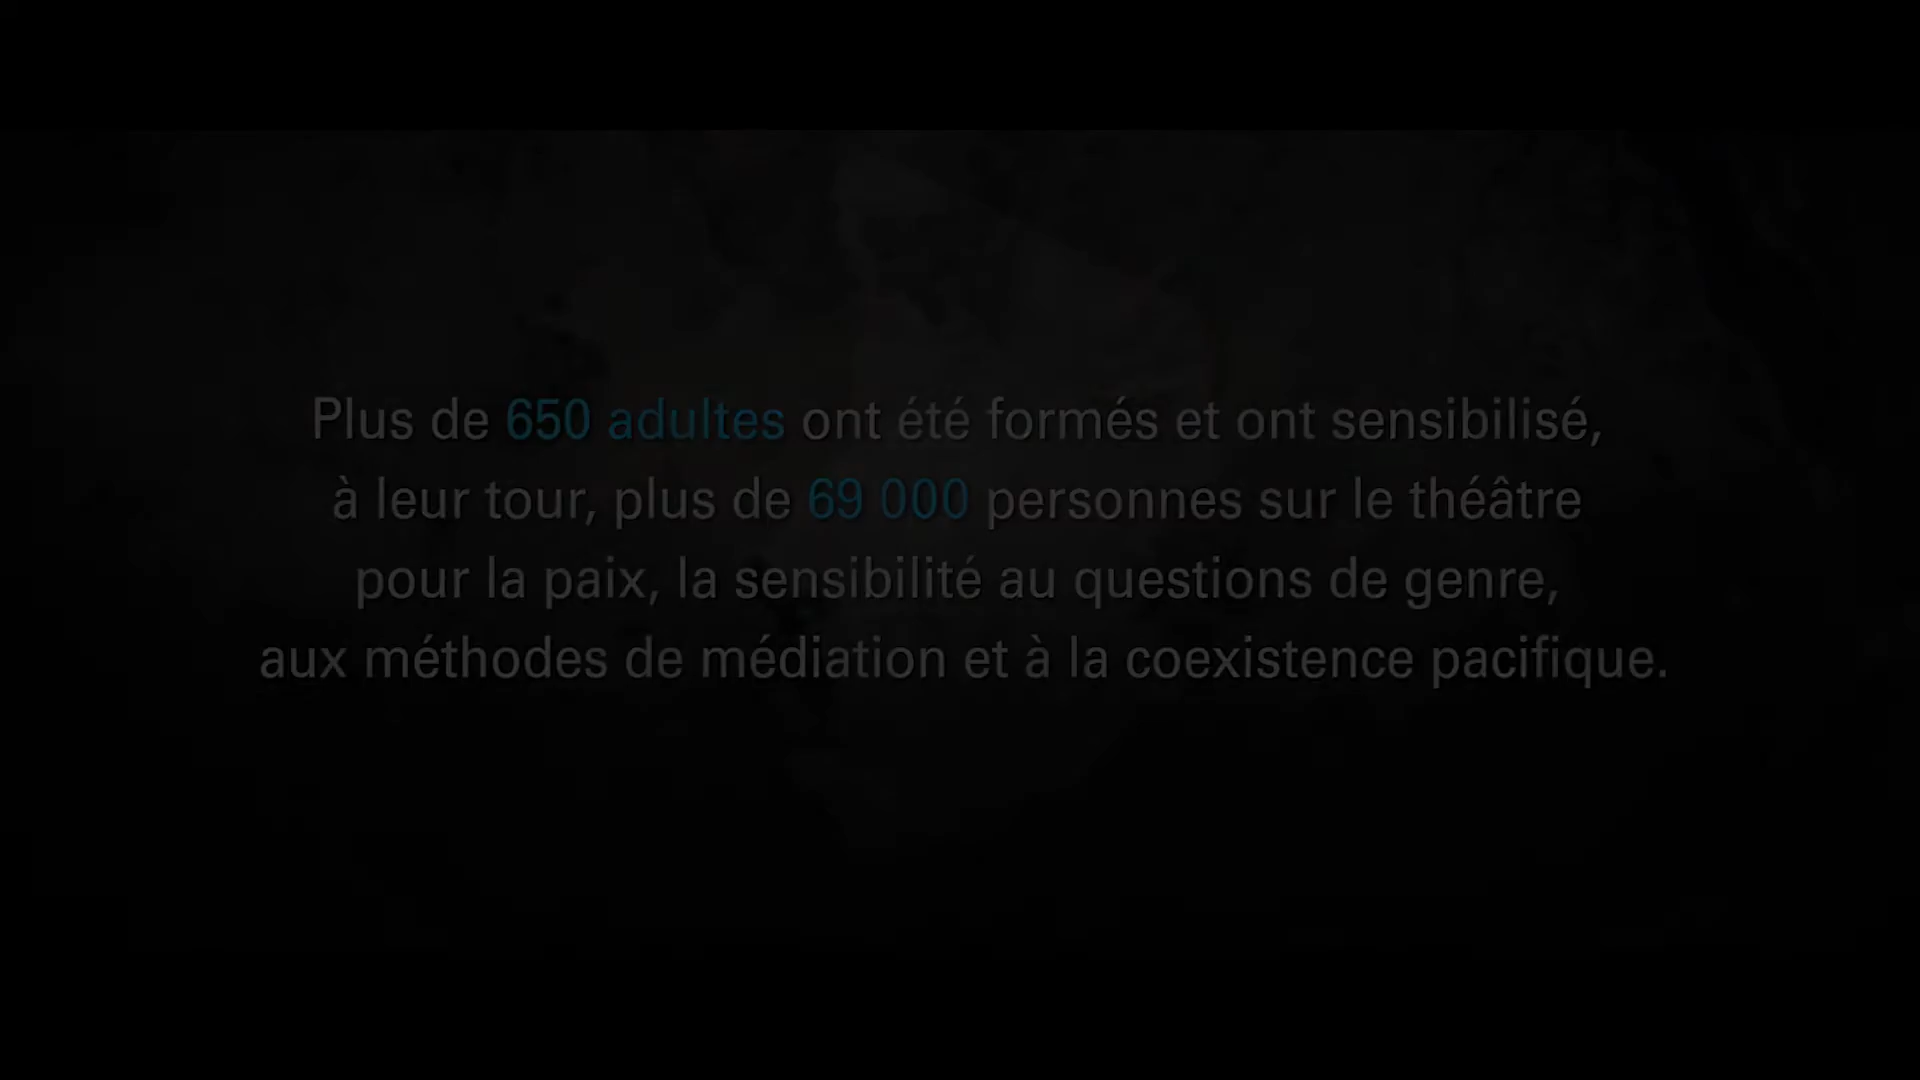 Plus de 650 adultes ont été formés et ont sensibilisé,
à leur tour, plus de 69 000 personnes sur le théâtre
pour la paix, la sensibilité au questions de genre,
aux méthodes de médiation et à la coexistence pacifique.